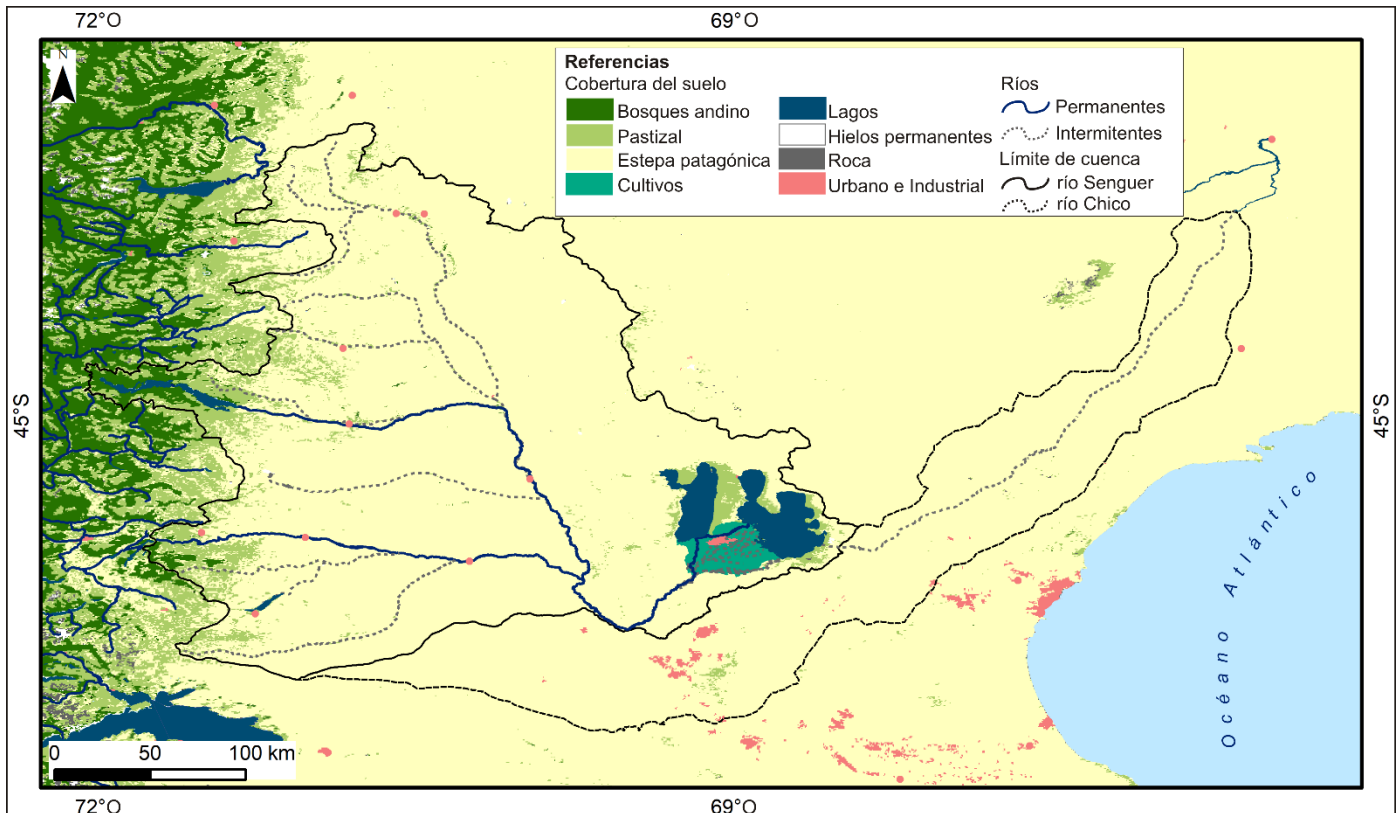 72°O
69°O
N
Referencias
Cobertura del suelo
Bosques andino
Pastizal
Estepa patagónica
Cultivos
Lagos
Hielos permanentes
Roca
Urbano e Industrial
Ríos
Permanentes
Intermitentes
Límite de cuenca
río Senguer
río Chico
45°S
45°S
Océano Atlántico
0 50 100 km
72°O
69°O